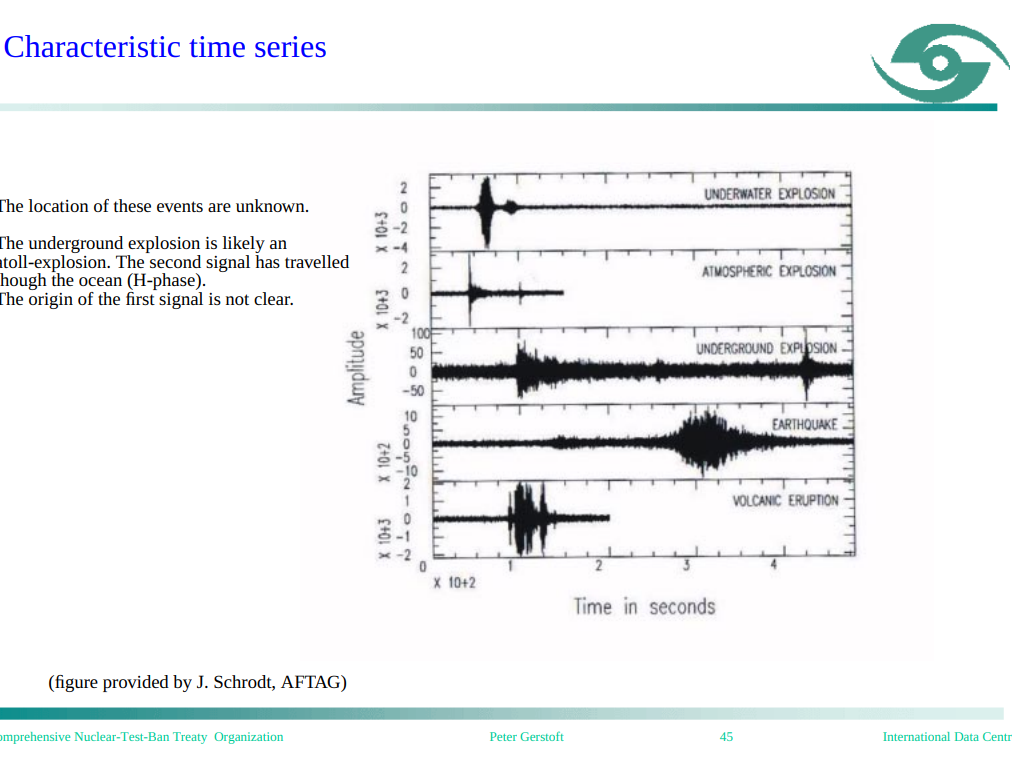 Characteristic time series
The location of these events are unknown.
The underground explosion is likely an
atoll-explosion. The second signal has travelled
though the ocean (H-phase).
The origin of the first signal is not clear.
Amplitude
X 10+3
2
0
-2
-4
UNDERWATER EXPLOSION
X 10+3
2
0
-2
ATMOSPHERIC EXPLOSION
100
50
0
-50
UNDERGROUND EXPLOSION
X 10+2
10
5
0
-5
-10
EARTHQUAKE
X 10+3
2
1
0
-1
-2
VOLCANIC ERUPTION
0 1 2 3 4
X 10+2
Time in seconds
(figure provided by J. Schrodt, AFTAG)
omprehensive Nuclear-Test-Ban Treaty Organization Peter Gerstoft 45 International Data Centr